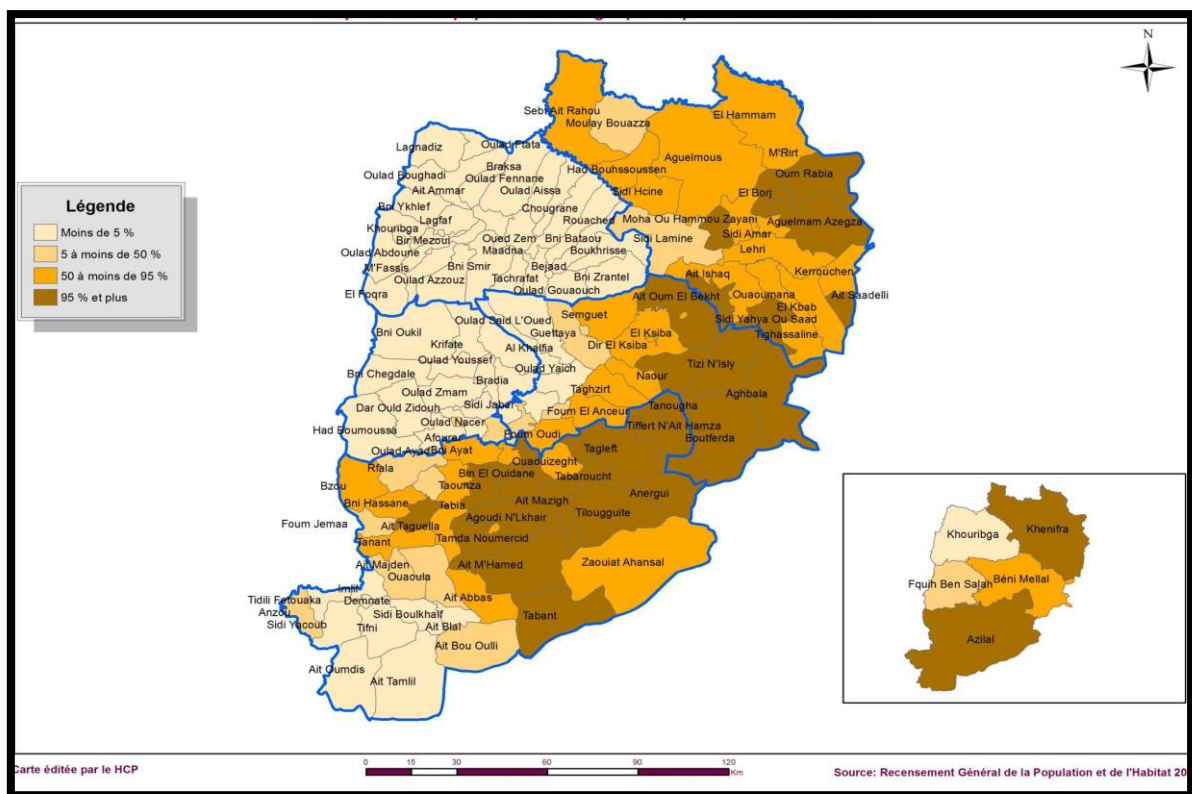 N
Sebt Ait Rahou
Moulay Bouazza
El Hammam
Lagnadiz
Oulad Ftata
M'Rirt
Braksa
Had Bouhssoussen
Aguelmous
Oulad Boughadi
Oulad Fennane
Oum Rabia
Ait Ammar
Oulad Aissa
Sidi Hcine
El Borj
Bni Ykhlef
Chougrane
Lagfaf
Rouached
Moha Ou Hammou Zayani
Aguelmam Azegza
Khouribga
Sidi Amar
Bir Mezoui
Oued Zem
Bni Bataou
Sidi Lamine
Oulad Abdoune
Maadna
Boukhrisse
Lehri
M'Fassis
Bni Smir
Bejaad
Kerrouchen
Oulad Azzouz
Tachrafat
Bni Zrantel
Ait Ishaq
El Foqra
Oulad Gouaouch
Ait Oum El Bekht
Ouaoumana
Ait Saadelli
El Kbab
Oulad Said L'Oued
Semguet
Sidi Yahya Ou Saad
Bni Oukil
Guettaya
El Ksiba
Tighassaline
Krifate
Al Khalfia
Dir El Ksiba
Oulad Youssef
Tizi N'Isly
Bni Chegdale
Oulad Yaich
Bradia
Naour
Oulad Zmam
Taghzirt
Aghbala
Dar Ould Zidouh
Sidi Jaber
Foum El Anceur
Tanougha
Had Boumoussa
Oulad Nacer
Tiffert N'Ait Hamza
Afourer
Foum Oudi
Boutferda
Oulad Ayad
Bni Ayat
Tagleft
Rfala
Ouaouizeght
Bin El Ouidane
Tabaroucht
Bzou
Taounza
Anergui
Bni Hassane
Tabia
Ait Mazigh
Tilougguite
Foum Jemaa
Ait Taguella
Agoudi N'Lkhair
Tanant
Tamda Noumercid
Ait Majden
Ait M'Hamed
Zaouiat Ahansal
Ouaoula
Imlil
Tidili Fetouaka
Demnate
Ait Abbas
Anzou
Sidi Boulkhalf
Tabant
Sidi Yacoub
Tifni
Ait Blal
Ait Bou Oulli
Ait Oumdis
Ait Tamlil
Légende
Moins de 5 %
5 à moins de 50 %
50 à moins de 95 %
95 % et plus
Khouribga
Khenifra
Fquih Ben Salah
Béni Mellal
Azilal
Carte éditée par le HCP
0 15 30 60 90 120
Km
Source: Recensement Général de la Population et de l'Habitat 20